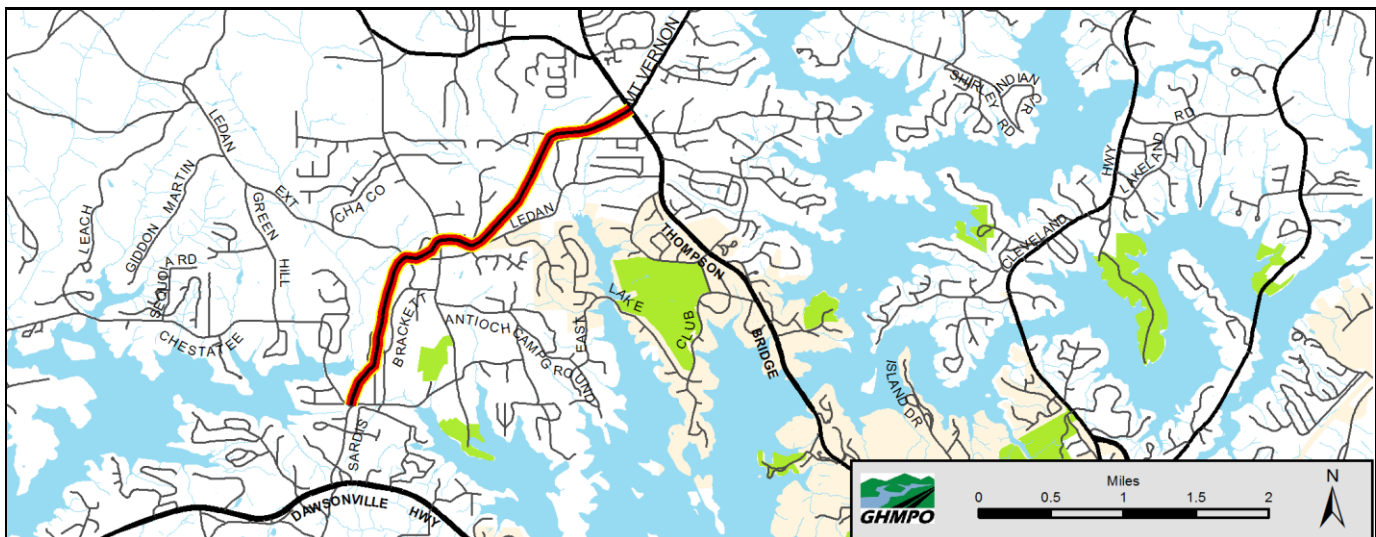 MT VERNON
SHIRLEY RD
INDIAN CIR
LEDAN
EXT
LEACH
GIDDON MARTIN
CHA CO
GREEN
HILL
HWY
LAKELAND
RD
LEDAN
SEQUOIA RD
THOMPSON
CLEVELAND
CHESTATEE
BRACKETT
ANTIOCH CAMPGROUND
EAST
LAKE
CLUB
BRIDGE
ISLAND DR
SARDIS
DAWSONVILLE HWY
GHMPO
Miles
0 0.5 1 1.5 2
N